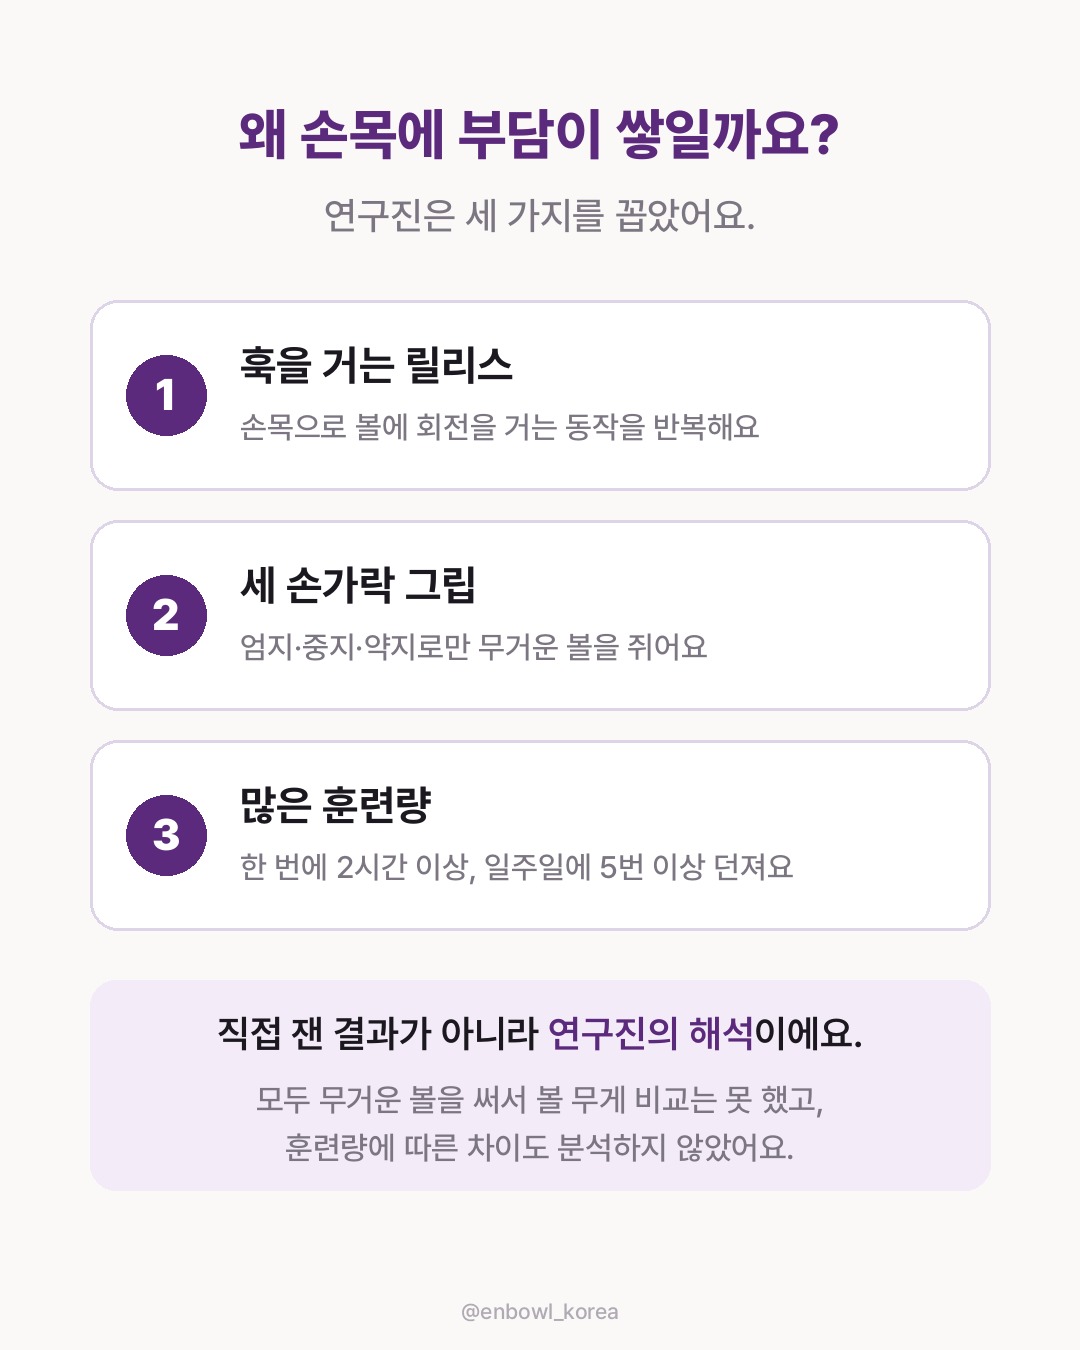 왜 손목에 부담이 쌓일까요?
연구진은 세 가지를 꼽았어요.
1
훅을 거는 릴리스
손목으로 볼에 회전을 거는 동작을 반복해요
2
세 손가락 그립
엄지·중지·약지로만 무거운 볼을 쥐어요
3
많은 훈련량
한 번에 2시간 이상, 일주일에 5번 이상 던져요
직접 잰 결과가 아니라 연구진의 해석이에요.
모두 무거운 볼을 써서 볼 무게 비교는 못 했고,
훈련량에 따른 차이도 분석하지 않았어요.
@enbowl_korea